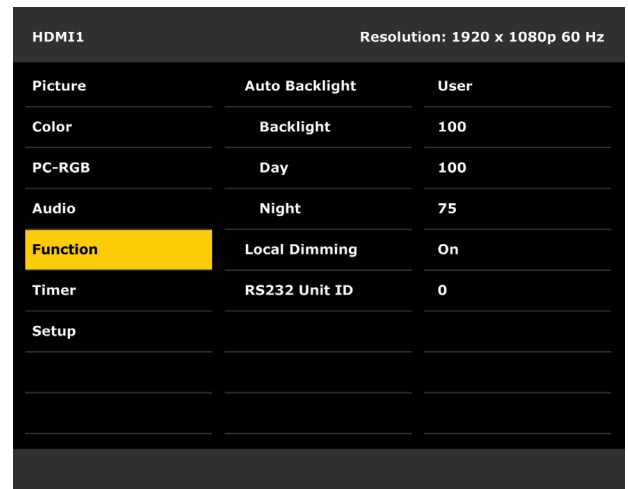 HDMI1 Resolution: 1920 x 1080p 60 Hz
Picture Auto Backlight User
Color Backlight 100
PC-RGB Day 100
Audio Night 75
Function Local Dimming On
Timer RS232 Unit ID 0
Setup